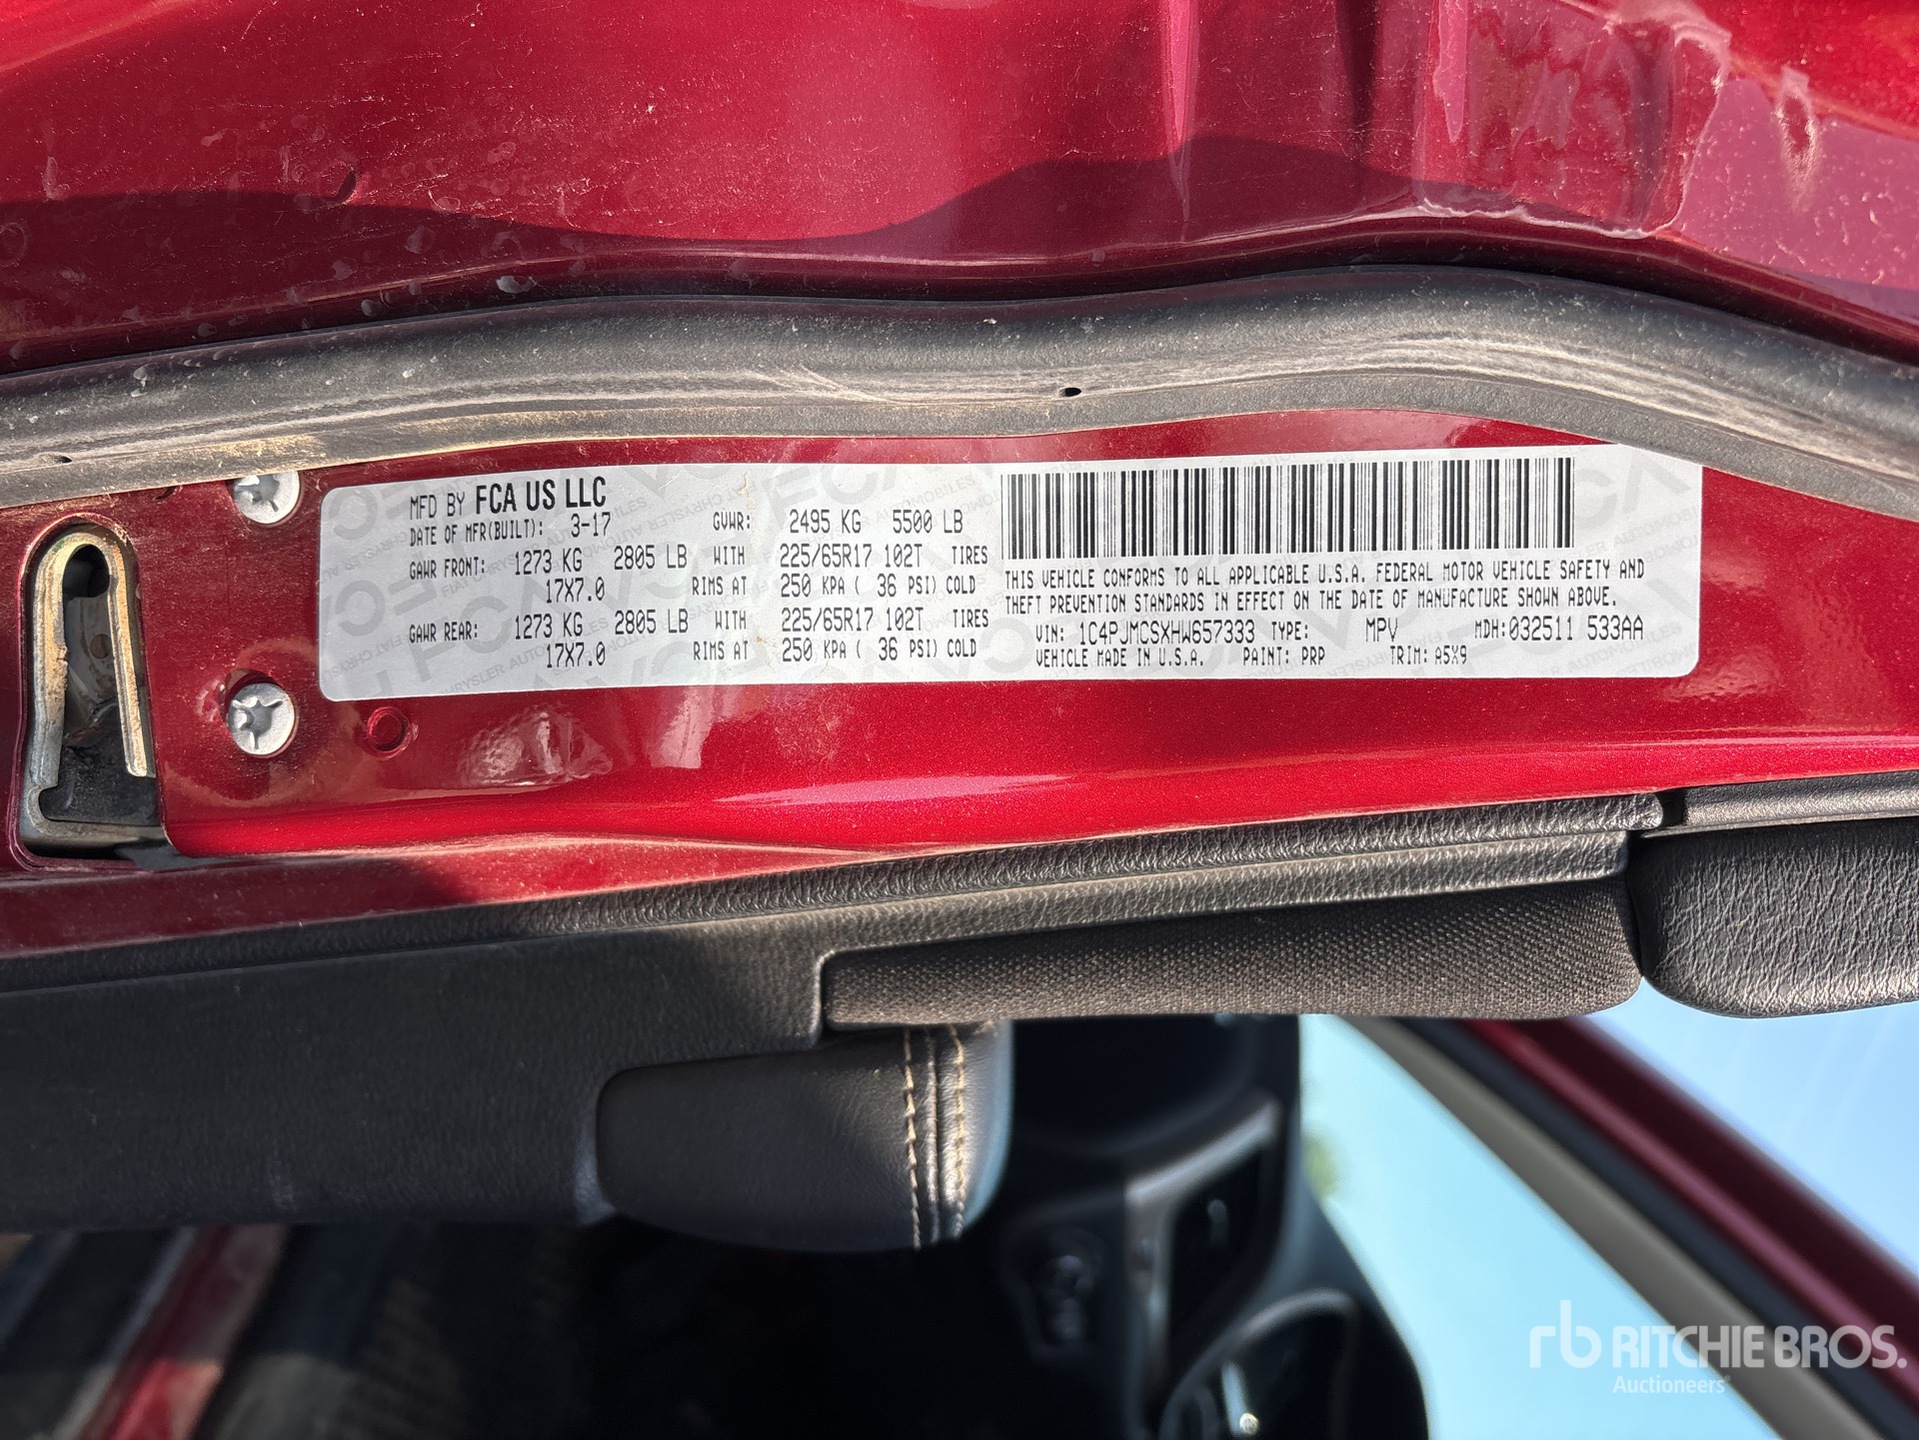 MFD BY FCA US LLC
DATE OF MFR(BUILT): 3-17 GVWR: 2495 KG 5500 LB
GAWR FRONT: 1273 KG 2805 LB WITH 225/65R17 102T TIRES
17X7.0 RIMS AT 250 KPA ( 36 PSI) COLD
GAWR REAR: 1273 KG 2805 LB WITH 225/65R17 102T TIRES
17X7.0 RIMS AT 250 KPA ( 36 PSI) COLD
THIS VEHICLE CONFORMS TO ALL APPLICABLE U.S.A. FEDERAL MOTOR VEHICLE SAFETY AND
THEFT PREVENTION STANDARDS IN EFFECT ON THE DATE OF MANUFACTURE SHOWN ABOVE.
VIN: 1C4PJMCSXHW657333 TYPE: MPV MDH: 032511 533AA
VEHICLE MADE IN U.S.A. PAINT: PRP TRIM: A5X9
rb RITCHIE BROS.
Auctioneers